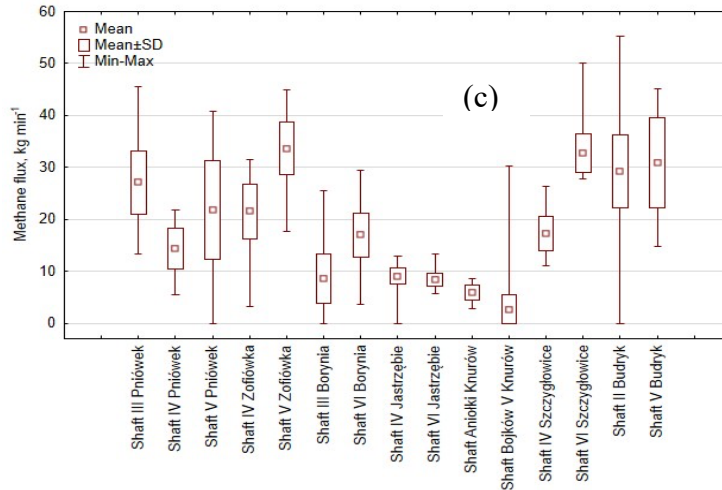 60
50
40
30
20
10
0
Methane flux, kg min-1
Mean
Mean±SD
Min-Max
(c)
Shaft III Pniówek
Shaft IV Pniówek
Shaft V Pniówek
Shaft IV Zofiówka
Shaft V Zofiówka
Shaft III Borynia
Shaft VI Borynia
Shaft IV Jastrzębie
Shaft VI Jastrzębie
Shaft Aniołki Knurów
Shaft Bojków V Knurów
Shaft IV Szczygłowice
Shaft VI Szczygłowice
Shaft II Budryk
Shaft V Budryk